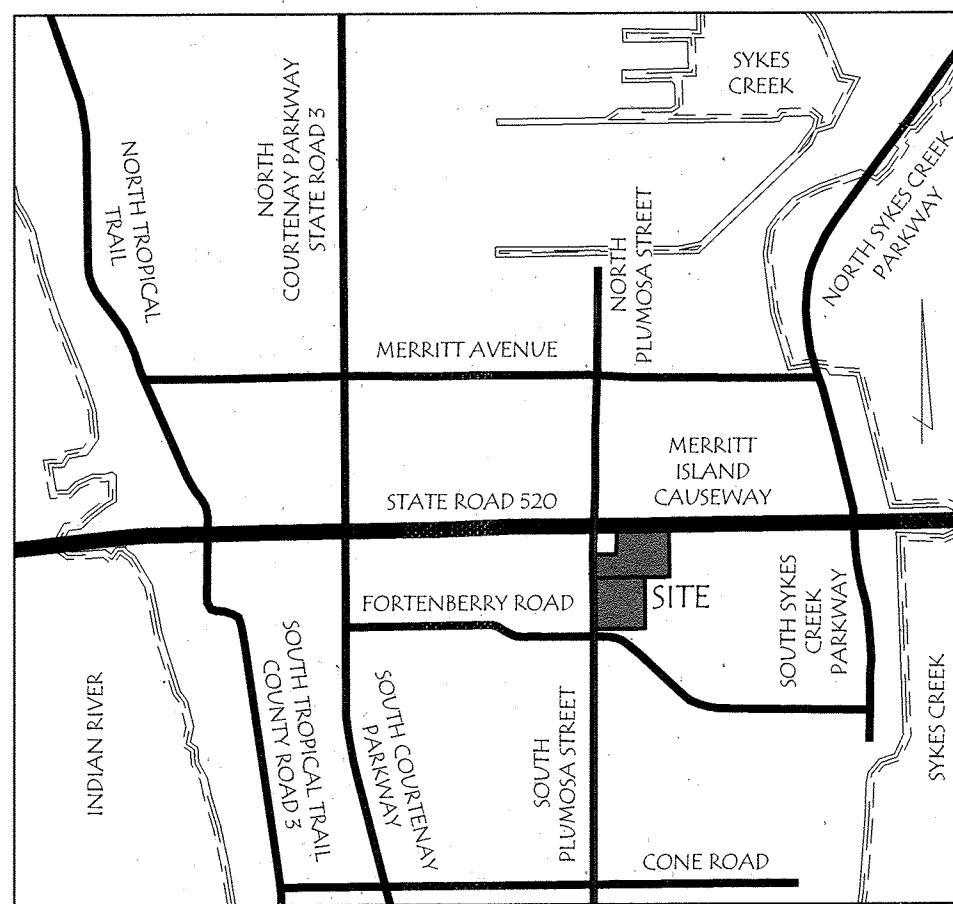 SYKES
CREEK
NORTH TROPICAL
TRAIL
NORTH
COURTENAY PARKWAY
STATE ROAD 3
NORTH
PLUMOSA STREET
NORTH SYKES CREEK
PARKWAY
MERRITT AVENUE
MERRITT
ISLAND
CAUSEWAY
STATE ROAD 520
FORTENBERRY ROAD
SITE
SOUTH SYKES
CREEK
PARKWAY
INDIAN RIVER
SOUTH TROPICAL TRAIL
COUNTY ROAD 3
SOUTH COURTENAY
PARKWAY
SOUTH
PLUMOSA STREET
SYKES CREEK
CONE ROAD